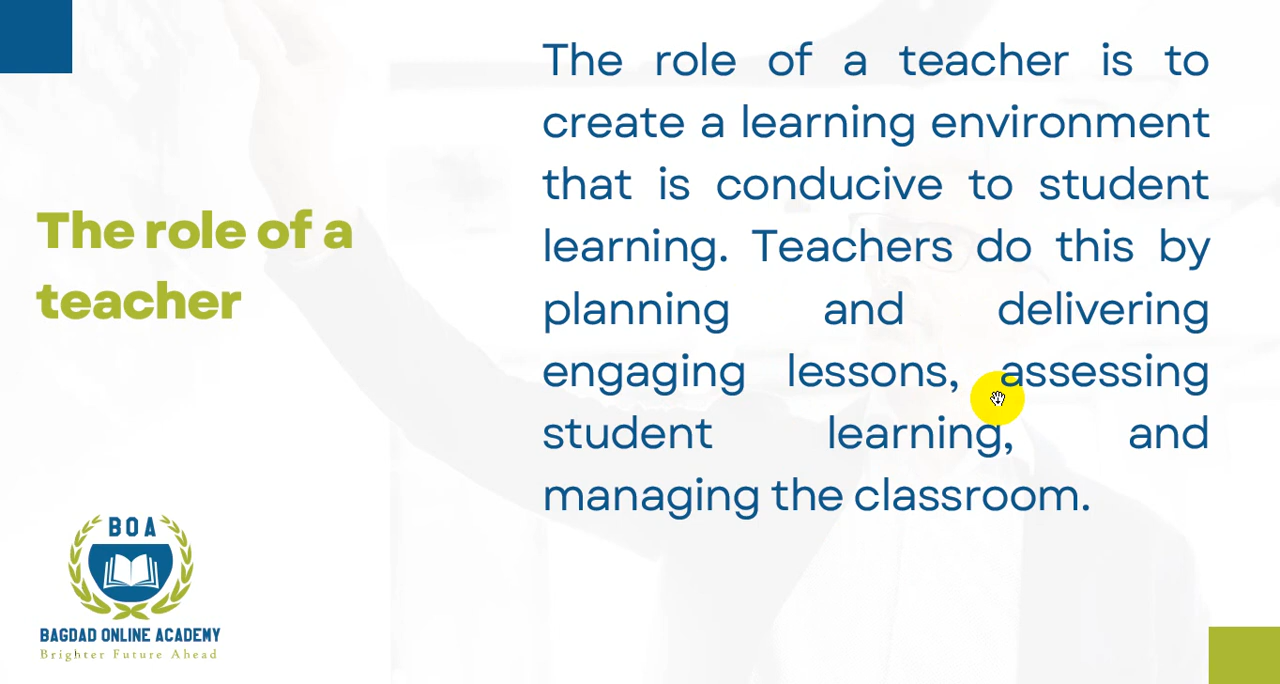 The role of a
teacher
The role of a teacher is to
create a learning environment
that is conducive to student
learning. Teachers do this by
planning and delivering
engaging lessons, assessing
student learning, and
managing the classroom.
BOA
BAGDAD ONLINE ACADEMY
Brighter Future Ahead